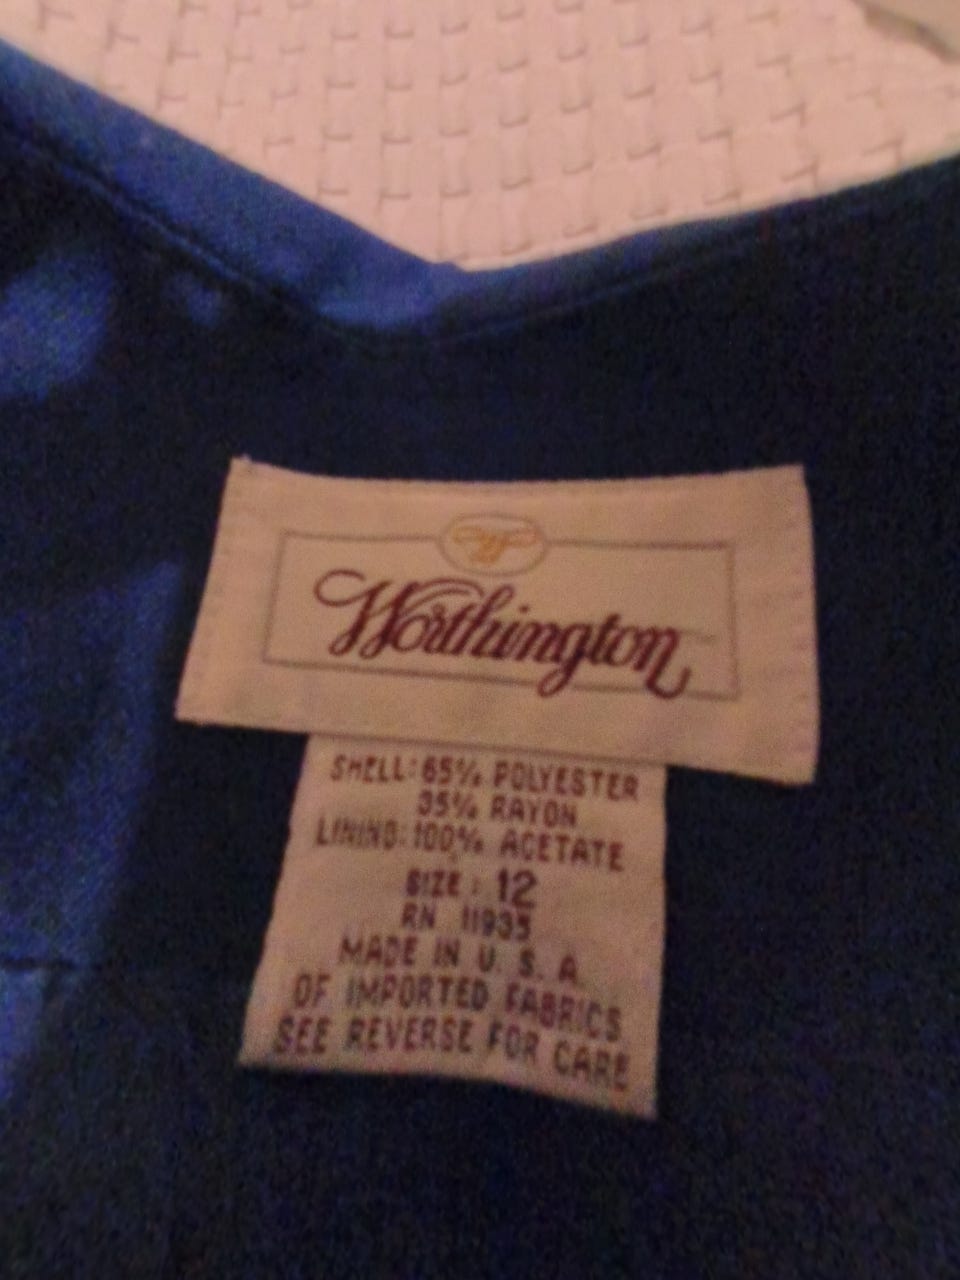 Worthington
SHELL: 65% POLYESTER
35% RAYON
LINING: 100% ACETATE
SIZE: 12
RN 11935
MADE IN U.S.A.
OF IMPORTED FABRICS
SEE REVERSE FOR CARE